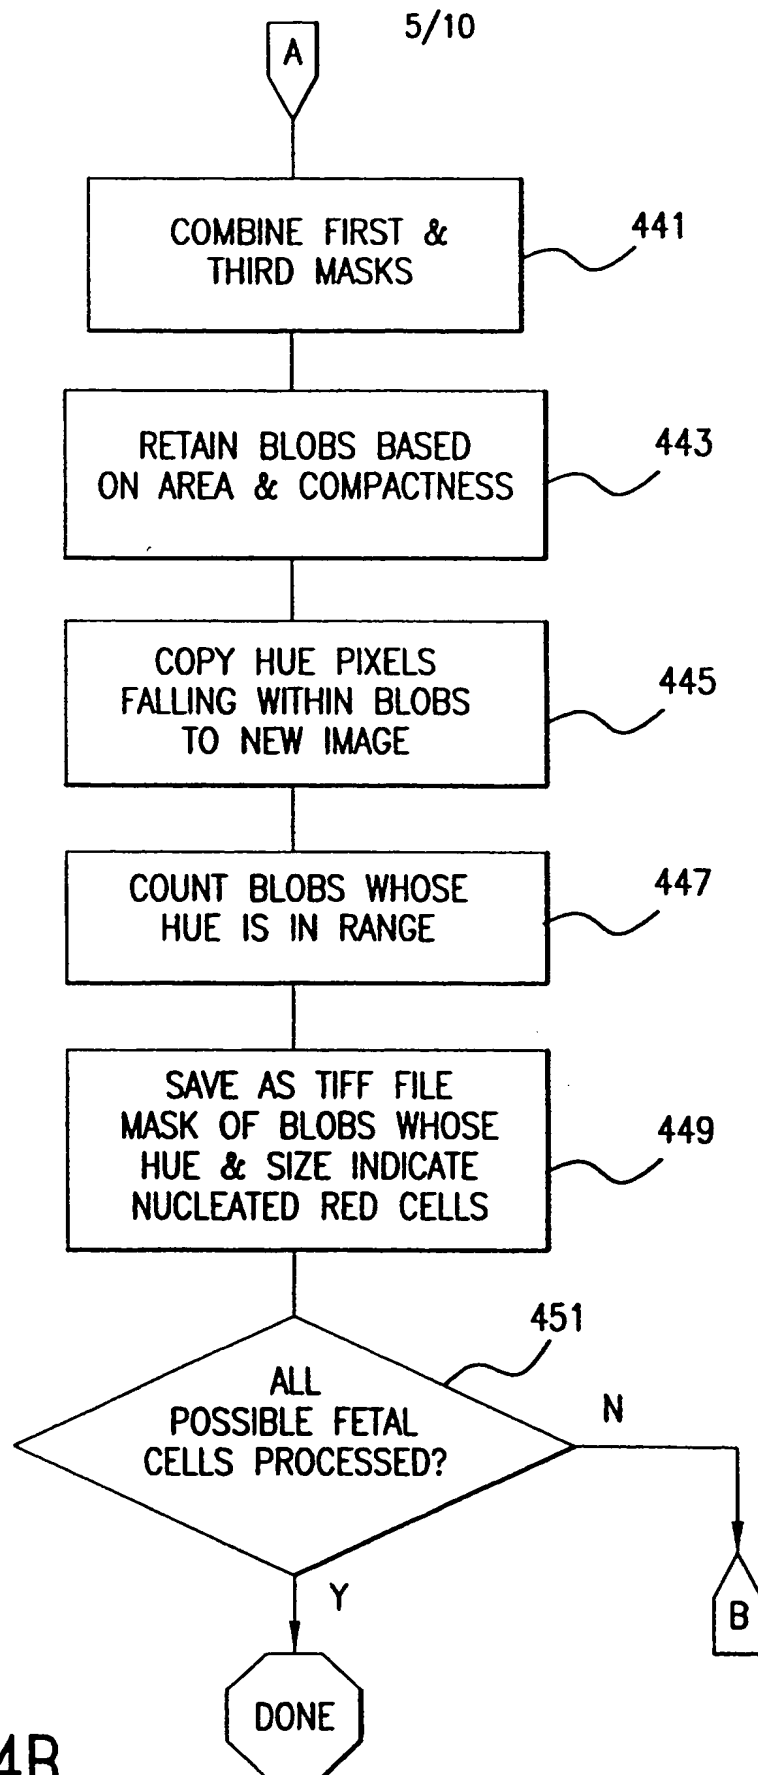 5/10
A
COMBINE FIRST &
THIRD MASKS
441
RETAIN BLOBS BASED
ON AREA & COMPACTNESS
443
COPY HUE PIXELS
FALLING WITHIN BLOBS
TO NEW IMAGE
445
COUNT BLOBS WHOSE
HUE IS IN RANGE
447
SAVE AS TIFF FILE
MASK OF BLOBS WHOSE
HUE & SIZE INDICATE
NUCLEATED RED CELLS
449
451
ALL
POSSIBLE FETAL
CELLS PROCESSED?
N
Y
B
DONE
4B